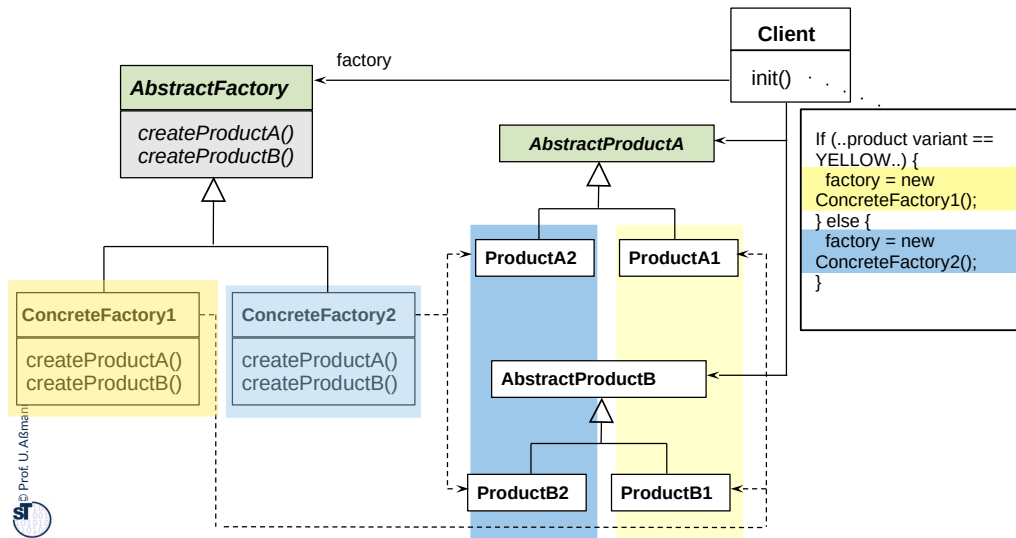 Client
init()
factory
AbstractFactory
createProductA()
createProductB()
AbstractProductA
If (..product variant ==
YELLOW..) {
factory = new
ConcreteFactory1();
} else {
factory = new
ConcreteFactory2();
}
ProductA2
ProductA1
ConcreteFactory1
createProductA()
createProductB()
ConcreteFactory2
createProductA()
createProductB()
AbstractProductB
ProductB2
ProductB1
© Prof. U. Aßmann
ST